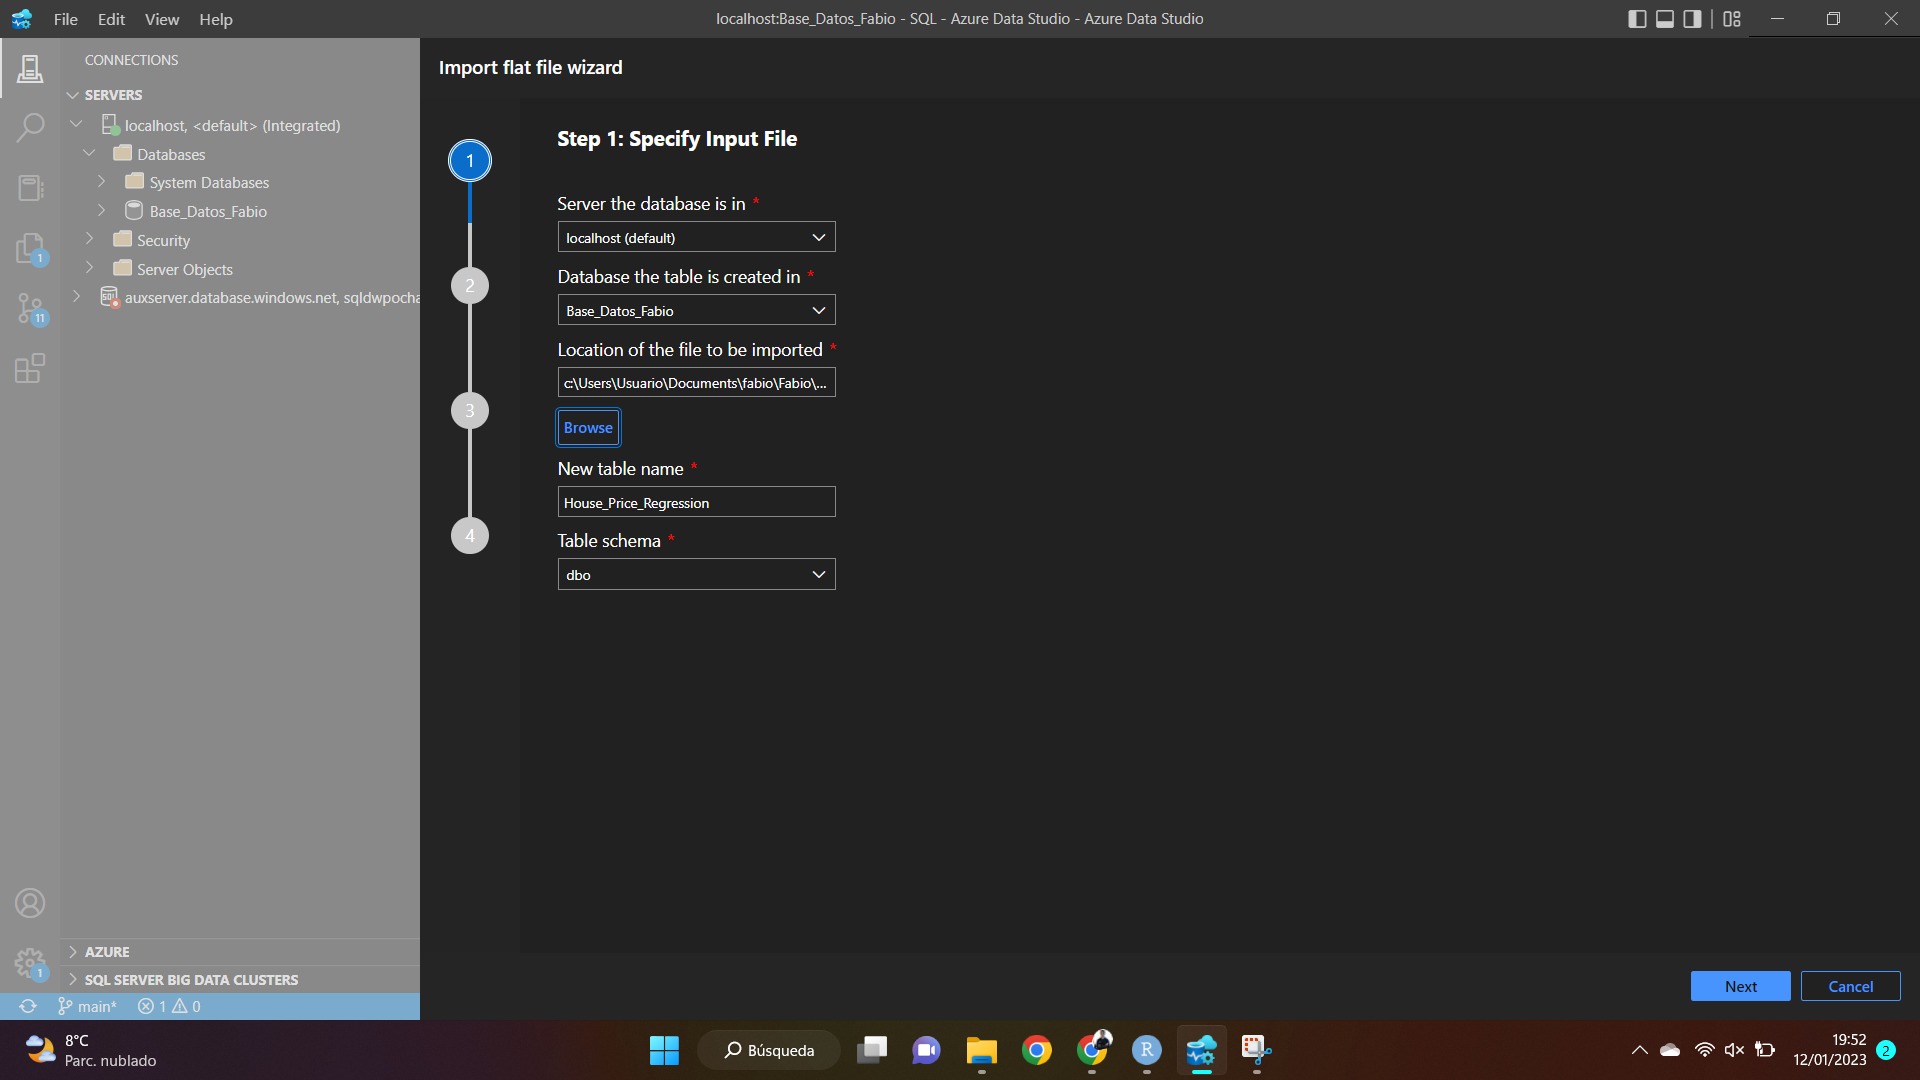 File Edit View Help
localhost:Base_Datos_Fabio - SQL - Azure Data Studio - Azure Data Studio
CONNECTIONS
SERVERS
localhost, <default> (Integrated)
Databases
System Databases
Base_Datos_Fabio
Security
Server Objects
auxserver.database.windows.net, sqldwpocha
1
11
1
AZURE
SQL SERVER BIG DATA CLUSTERS
main* 1 0
Import flat file wizard
1
2
3
4
Step 1: Specify Input File
Server the database is in *
localhost (default)
Database the table is created in *
Base_Datos_Fabio
Location of the file to be imported *
c:\Users\Usuario\Documents\fabio\Fabio\...
Browse
New table name *
House_Price_Regression
Table schema *
dbo
Next Cancel
8°C
Parc. nublado
Búsqueda
R
19:52
12/01/2023
2